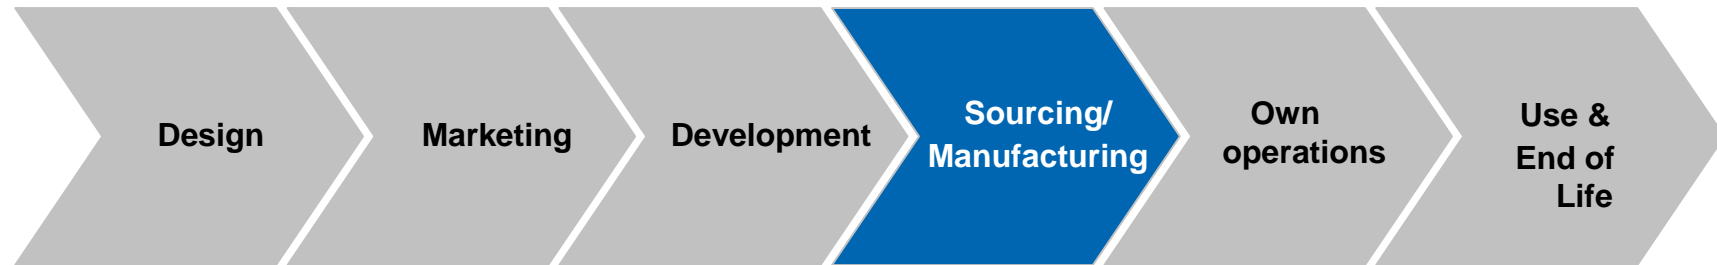 Design
Marketing
Development
Sourcing/
Manufacturing
Own
operations
Use &
End of
Life